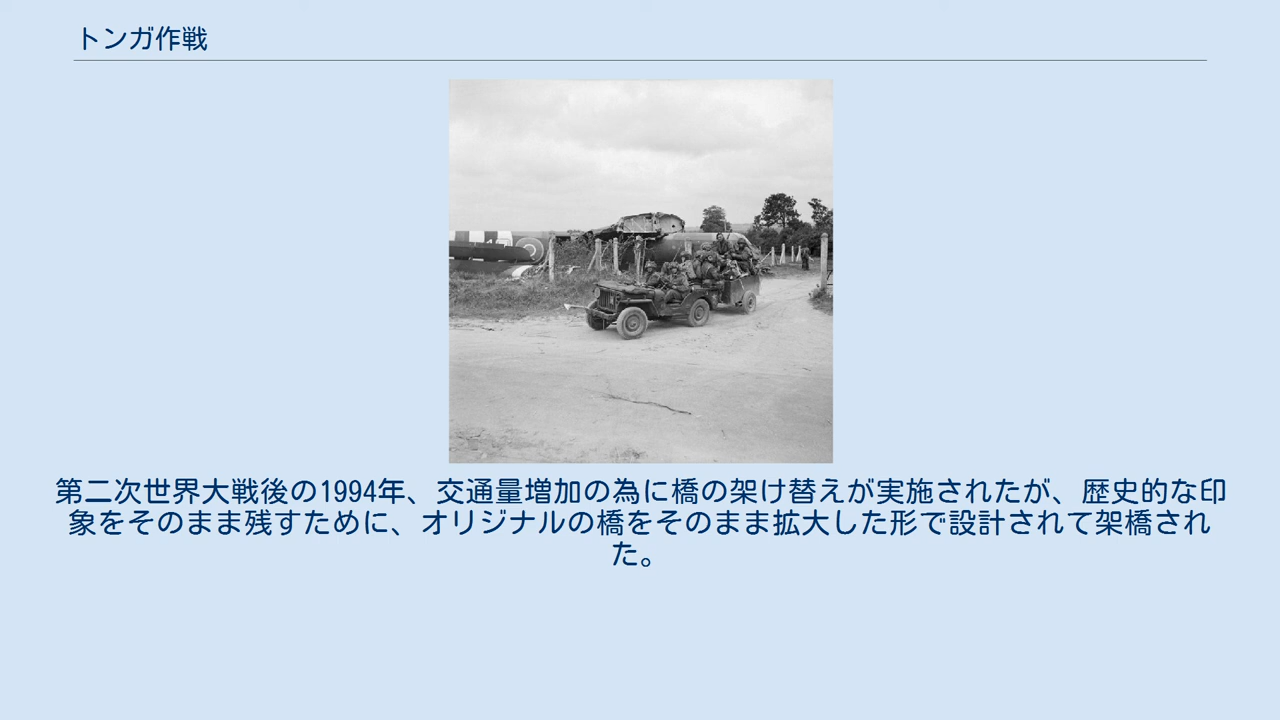 トンガ作戦
第二次世界大戦後の1994年、交通量増加の為に橋の架け替えが実施されたが、歴史的な印
象をそのまま残すために、オリジナルの橋をそのまま拡大した形で設計されて架橋され
た。